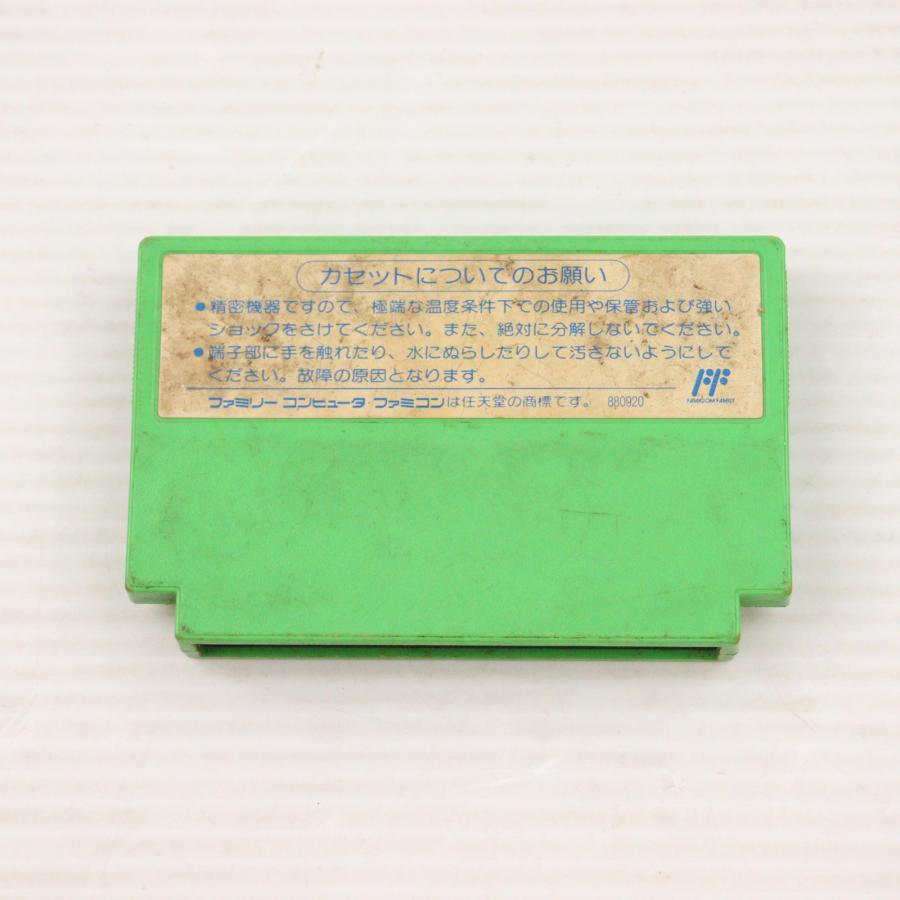 カセットについてのお願い
●精密機器ですので、極端な温度条件下での使用や保管および強い
ショックをさけてください。また、絶対に分解しないでください。
●端子部に手を触れたり、水にぬらしたりして汚さないようにして
ください。故障の原因となります。
ファミリーコンピュータ・ファミコンは任天堂の商標です。 880920
FF
FAMICOM FAMILY